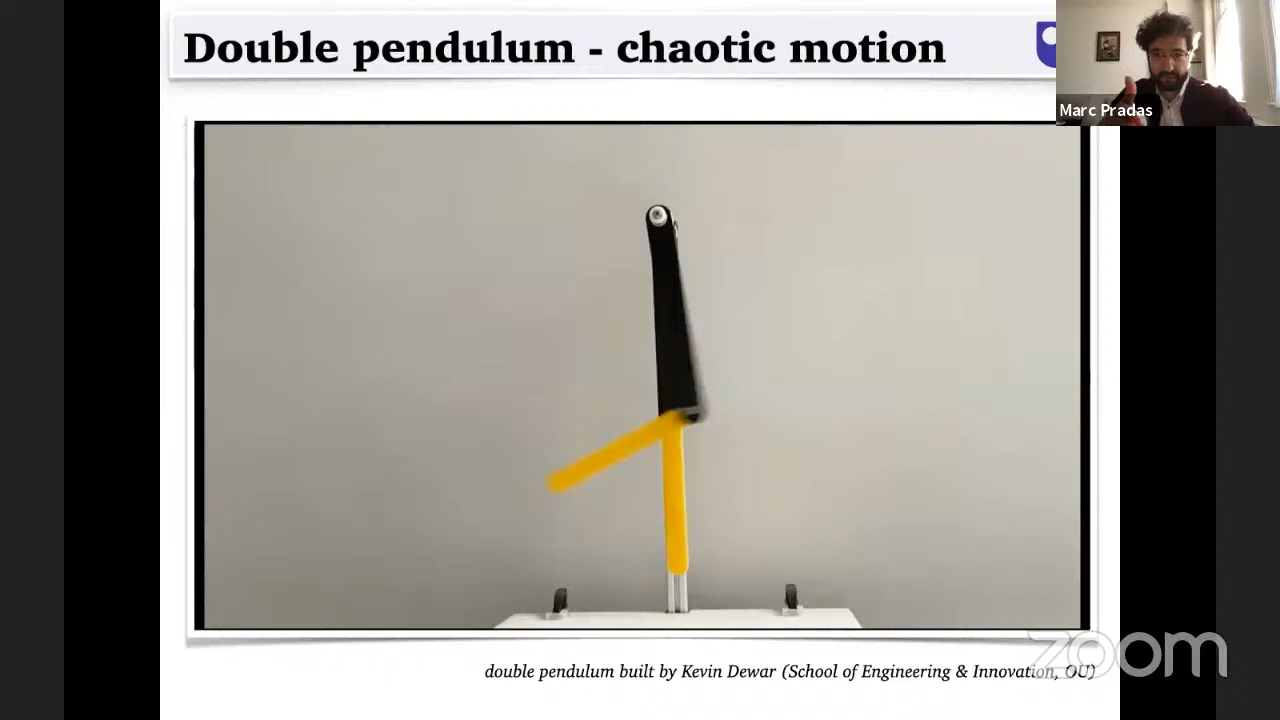 Double pendulum - chaotic motion
Marc Pradas
double pendulum built by Kevin Dewar (School of Engineering & Innovation, OU)
zoom